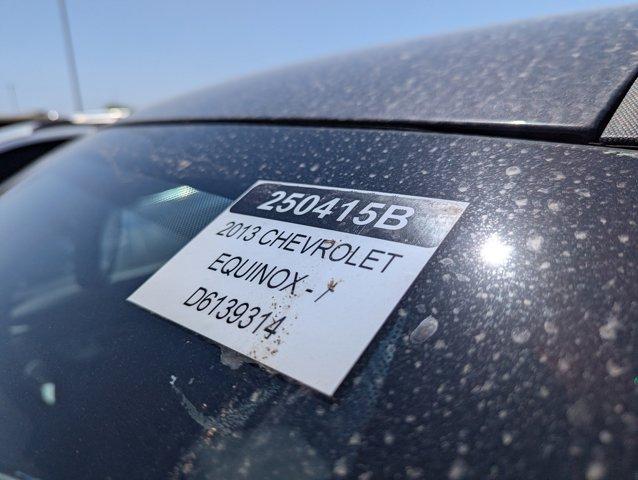 250415B
2013 CHEVROLET
EQUINOX - 
D6139314